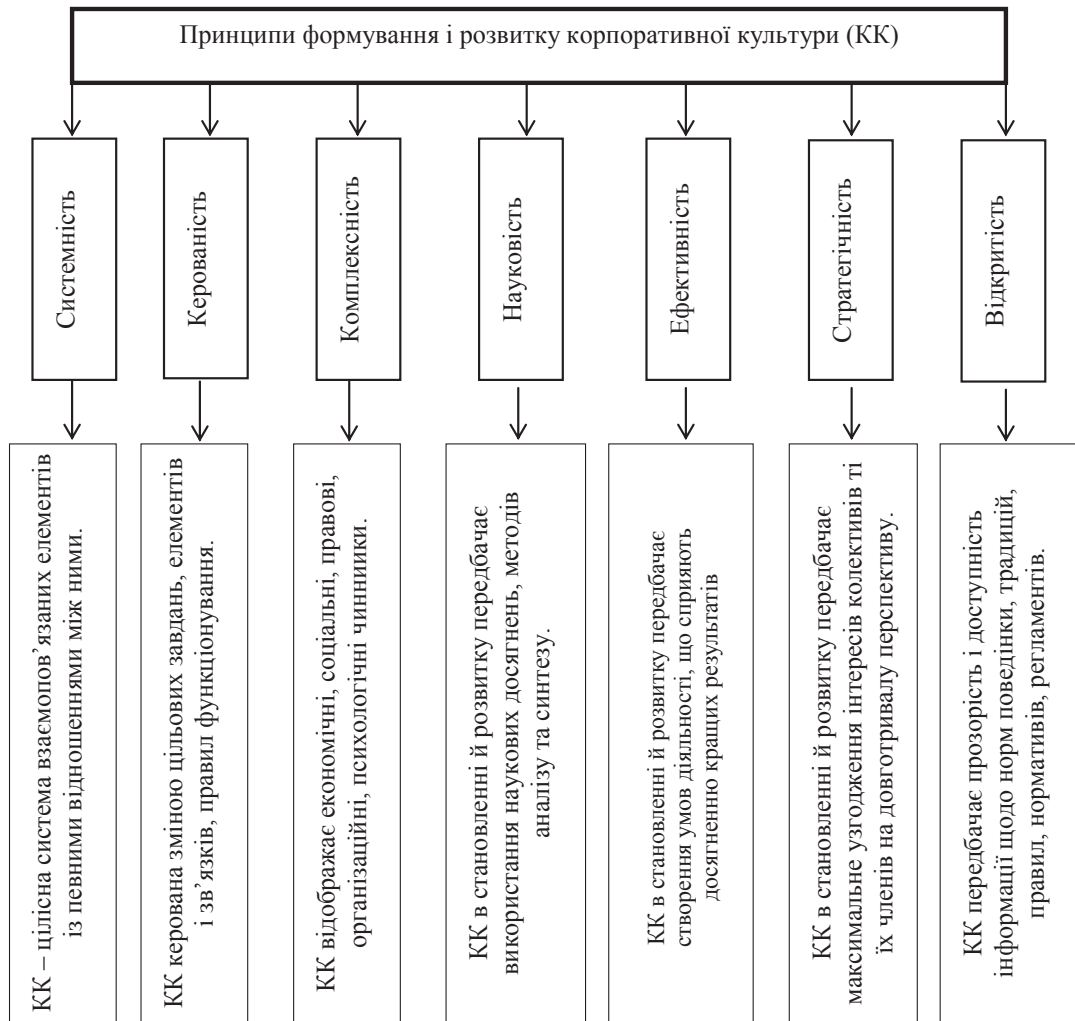 Принципи формування і розвитку корпоративної культури (КК)
Системність
Керованість
Комплексність
Науковість
Ефективність
Стратегічність
Відкритість
КК – цілісна система взаємопов’язаних елементів
із певними відношеннями між ними.
КК керована зміною цільових завдань, елементів
і зв’язків, правил функціонування.
КК відображає економічні, соціальні, правові,
організаційні, психологічні чинники.
КК в становленні й розвитку передбачає
використання наукових досягнень, методів
аналізу та синтезу.
КК в становленні й розвитку передбачає
створення умов діяльності, що сприяють
досягненню кращих результатів
КК в становленні й розвитку передбачає
максимальне узгодження інтересів колективів ті
їх членів на довготривалу перспективу.
КК передбачає прозорість і доступність
інформації щодо норм поведінки, традицій,
правил, нормативів, регламентів.